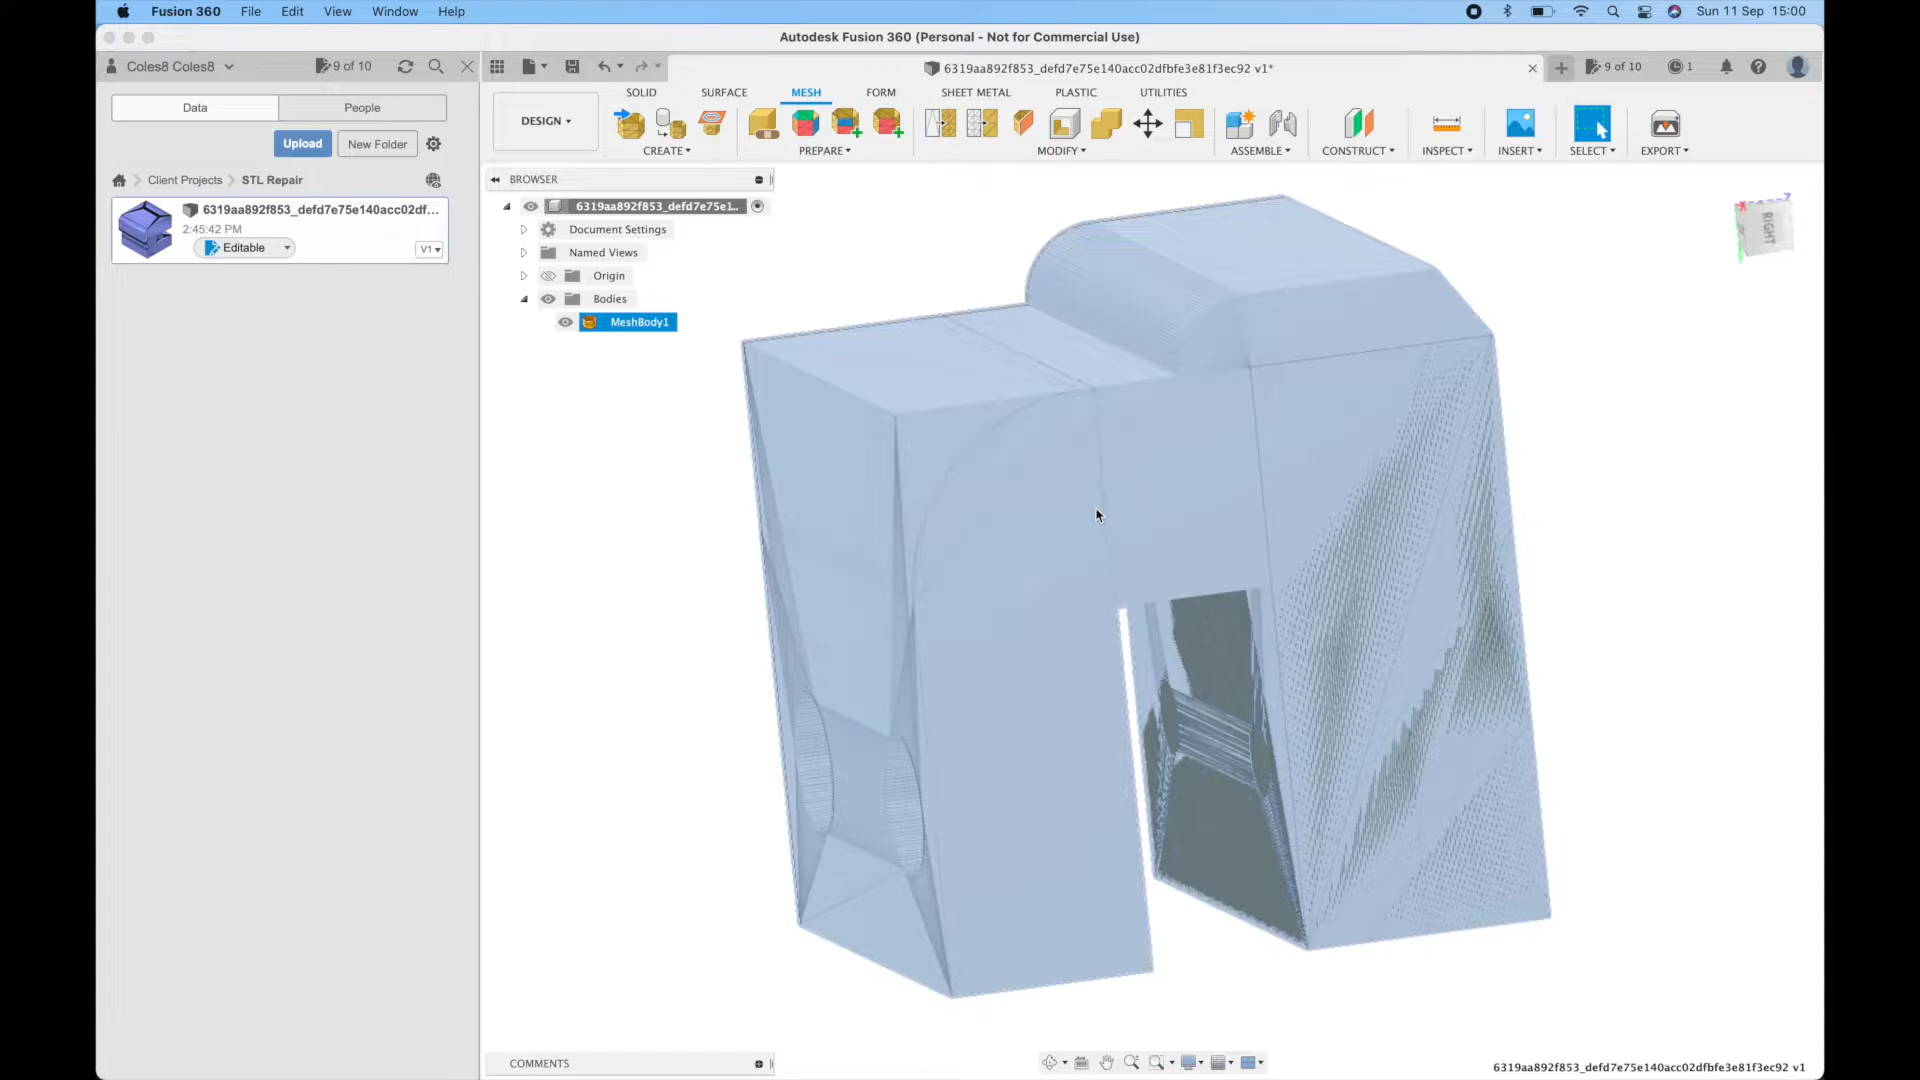 Fusion 360 File Edit View Window Help Sun 11 Sep 15:00
Autodesk Fusion 360 (Personal - Not for Commercial Use)
Coles8 Coles8 9 of 10
6319aa892f853_defd7e75e140acc02dfbfe3e81f3ec92 v1* 9 of 10 1
SOLID SURFACE MESH FORM SHEET METAL PLASTIC UTILITIES
Data People
DESIGN
Upload New Folder
CREATE PREPARE MODIFY ASSEMBLE CONSTRUCT INSPECT INSERT SELECT EXPORT
Client Projects STL Repair
BROWSER
6319aa892f853_defd7e75e140acc02df...
2:45:42 PM
Editable V1
6319aa892f853_defd7e75e1..
Document Settings
Named Views
Origin
Bodies
MeshBody1
RIGHT
X
Z
COMMENTS
6319aa892f853_defd7e75e140acc02dfbfe3e81f3ec92 v1